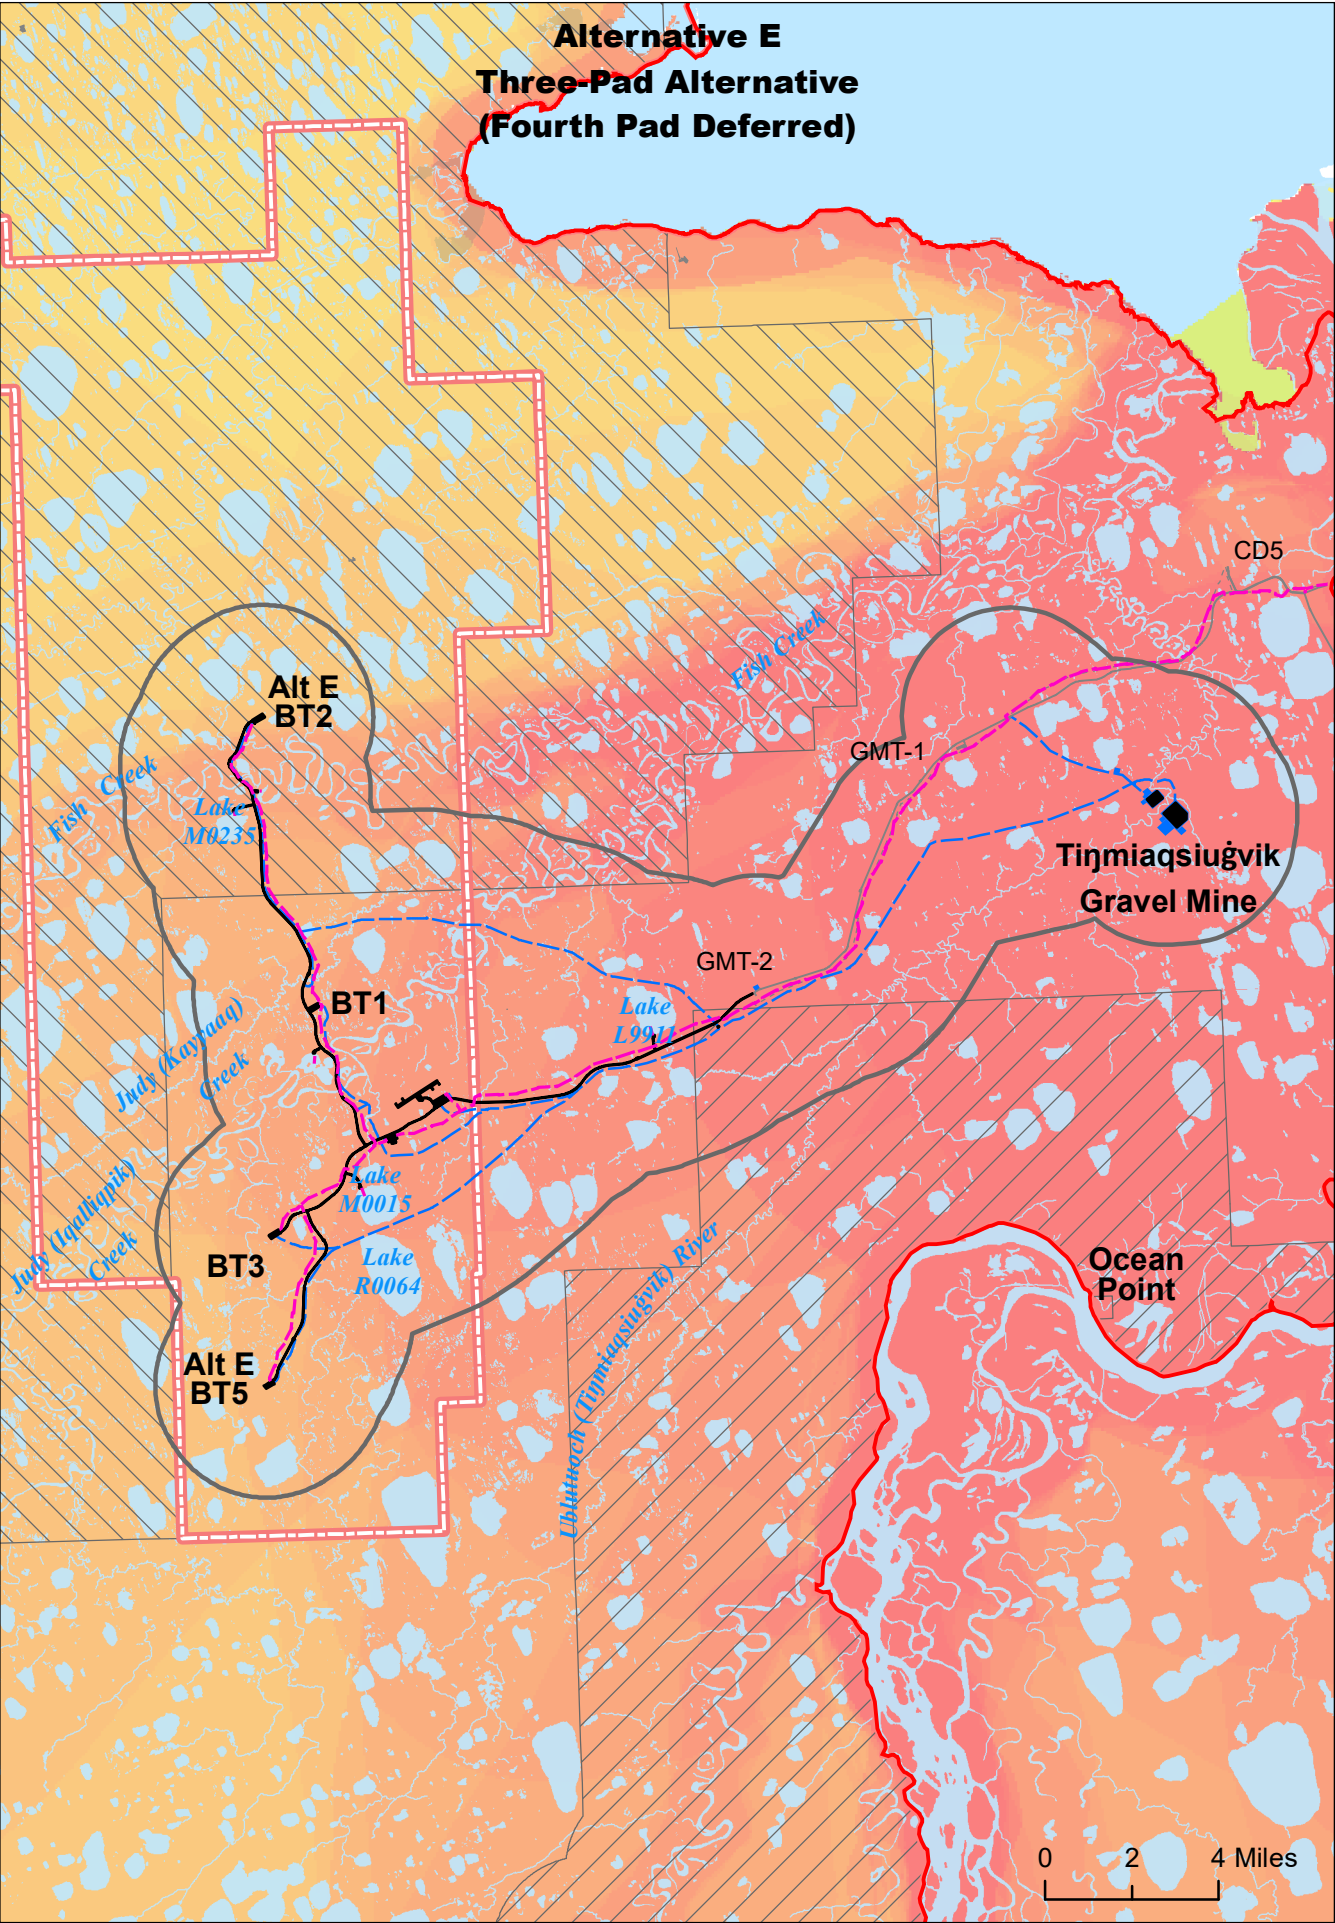 Alternative E
Three-Pad Alternative
(Fourth Pad Deferred)
CD5
Fish Creek
Alt E
BT2
GMT-1
Fish Creek
Lake
M0235
Tiŋmiaqsiuġvik
Gravel Mine
GMT-2
BT1
Lake
L9911
Judy (Kayyaaq)
Creek
Lake
M0015
Judy (Iqalliqpik)
Creek
BT3
Lake
R0064
Ocean
Point
Ublutuoch (Tiŋmiaqsiuġvik) River
Alt E
BT5
0 2 4 Miles